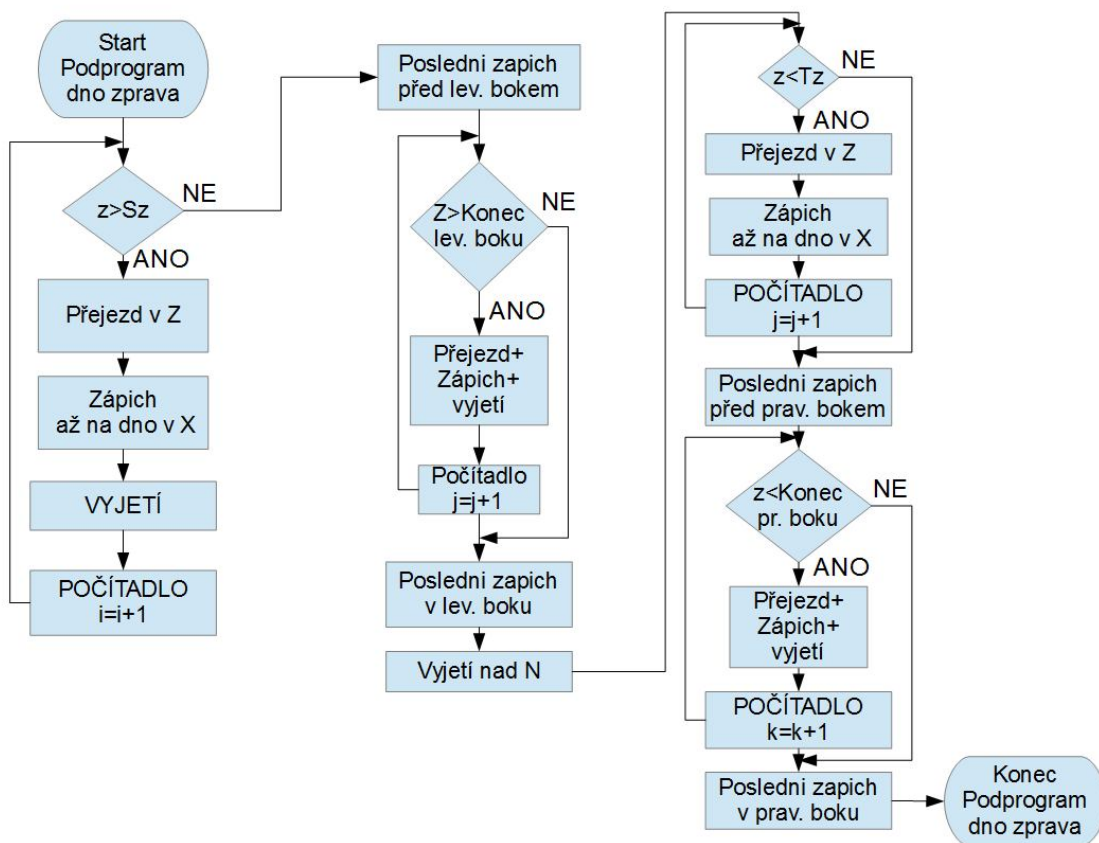 Start
Podprogram
dno zprava
z>Sz
NE
ANO
Přejezd v Z
Zápich
až na dno v X
VYJETÍ
POČÍTADLO
i=i+1
Posledni zapich
před lev. bokem
Z>Konec
lev. boku
NE
ANO
Přejezd+
Zápich+
vyjetí
Počítadlo
j=j+1
Posledni zapich
v lev. boku
Vyjetí nad N
z<Tz
NE
ANO
Přejezd v Z
Zápich
až na dno v X
POČÍTADLO
j=j+1
Posledni zapich
před prav. bokem
z<Konec
pr. boku
NE
ANO
Přejezd+
Zápich+
vyjetí
POČÍTADLO
k=k+1
Posledni zapich
v prav. boku
Konec
Podprogram
dno zprava